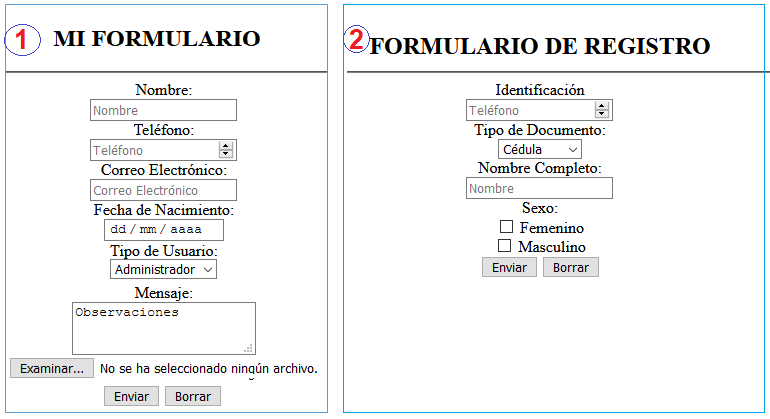 1 MI FORMULARIO
Nombre:
Nombre
Teléfono:
Teléfono
Correo Electrónico:
Correo Electrónico
Fecha de Nacimiento:
dd / mm / aaaa
Tipo de Usuario:
Administrador
Mensaje:
Observaciones
Examinar... No se ha seleccionado ningún archivo.
Enviar Borrar
2 FORMULARIO DE REGISTRO
Identificación
Teléfono
Tipo de Documento:
Cédula
Nombre Completo:
Nombre
Sexo:
Femenino
Masculino
Enviar Borrar